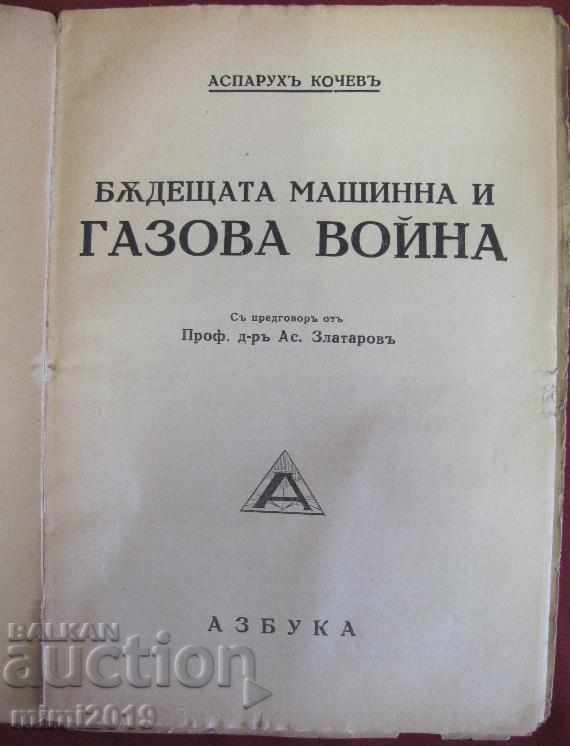 АСПАРУХЪ КОЧЕВЪ
БѪДЕЩАТА МАШИННА И
ГАЗОВА ВОЙНА
Съ предговоръ отъ
Проф. д-ръ Ас. Златаровъ
А
АЗБУКА
BALKAN
auction
mimi2019